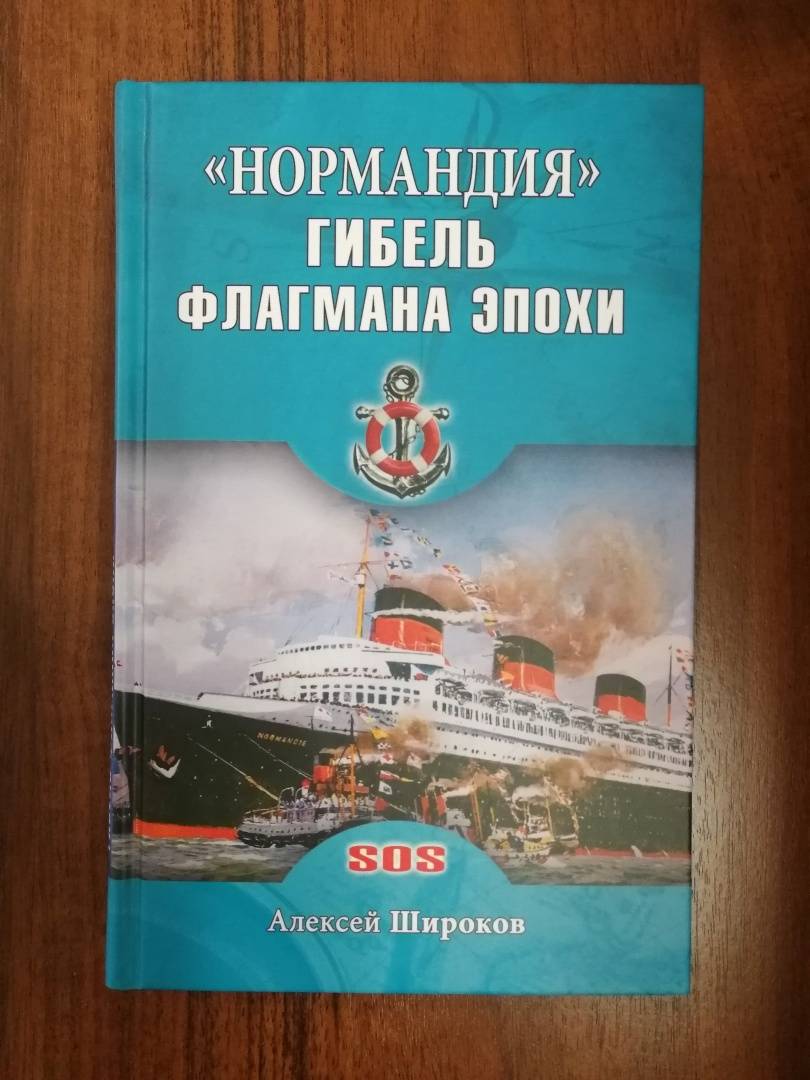 «НОРМАНДИЯ»
ГИБЕЛЬ
ФЛАГМАНА ЭПОХИ
NORMANDIE
SOS
Алексей Широков